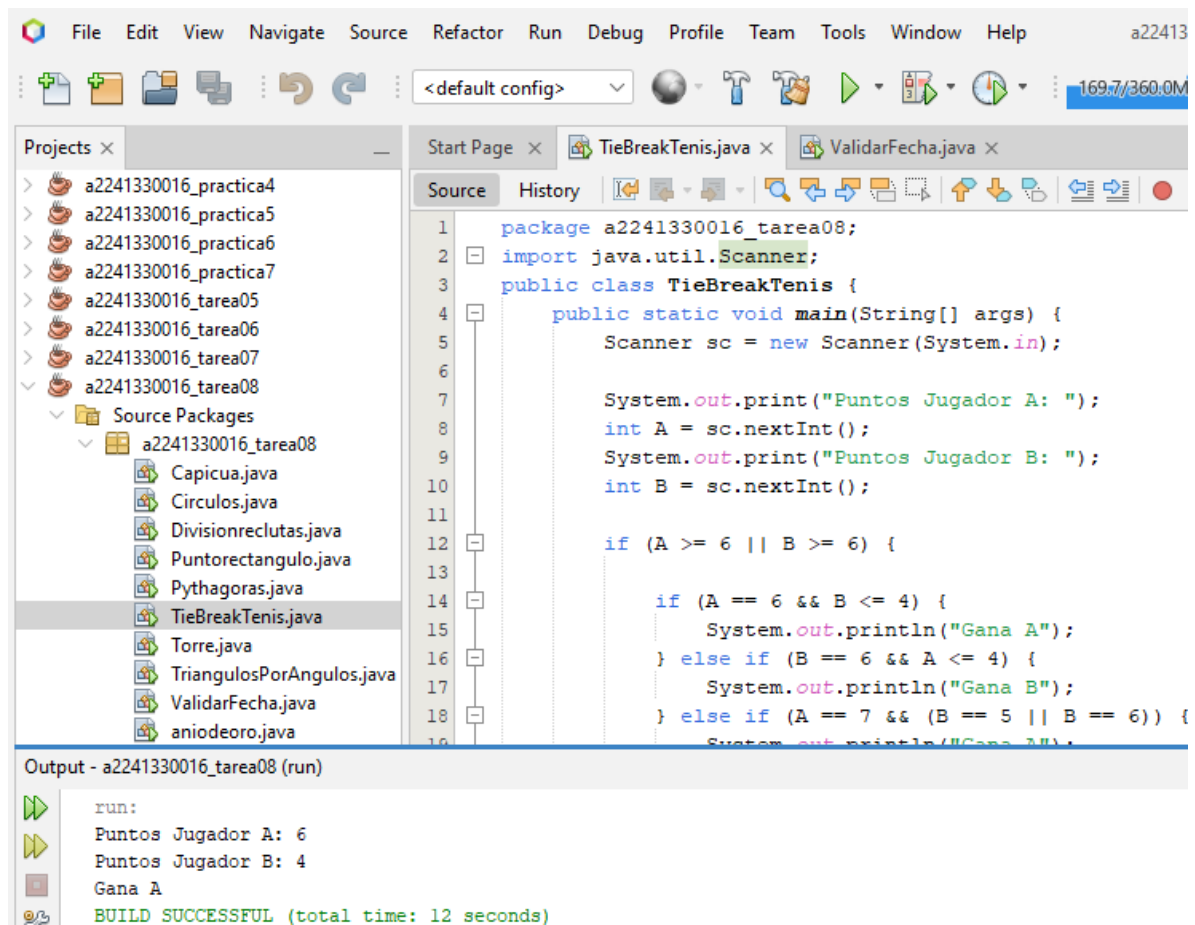 File Edit View Navigate Source Refactor Run Debug Profile Team Tools Window Help a22413
<default config> 169.7/360.0M
Projects
a2241330016_practica4
a2241330016_practica5
a2241330016_practica6
a2241330016_practica7
a2241330016_tarea05
a2241330016_tarea06
a2241330016_tarea07
a2241330016_tarea08
Source Packages
a2241330016_tarea08
Capicua.java
Circulos.java
Divisionreclutas.java
Puntorectangulo.java
Pythagoras.java
TieBreakTenis.java
Torre.java
TriangulosPorAngulos.java
ValidarFecha.java
aniodeoro.java
Start Page TieBreakTenis.java ValidarFecha.java
Source History
1 package a2241330016_tarea08;
2 import java.util.Scanner;
3 public class TieBreakTenis {
4 public static void main(String[] args) {
5 Scanner sc = new Scanner(System.in);
6
7 System.out.print("Puntos Jugador A: ");
8 int A = sc.nextInt();
9 System.out.print("Puntos Jugador B: ");
10 int B = sc.nextInt();
11
12 if (A >= 6 || B >= 6) {
13
14 if (A == 6 && B <= 4) {
15 System.out.println("Gana A");
16 } else if (B == 6 && A <= 4) {
17 System.out.println("Gana B");
18 } else if (A == 7 && (B == 5 || B == 6)) {
19 System.out.println("Gana A");
Output - a2241330016_tarea08 (run)
run:
Puntos Jugador A: 6
Puntos Jugador B: 4
Gana A
BUILD SUCCESSFUL (total time: 12 seconds)